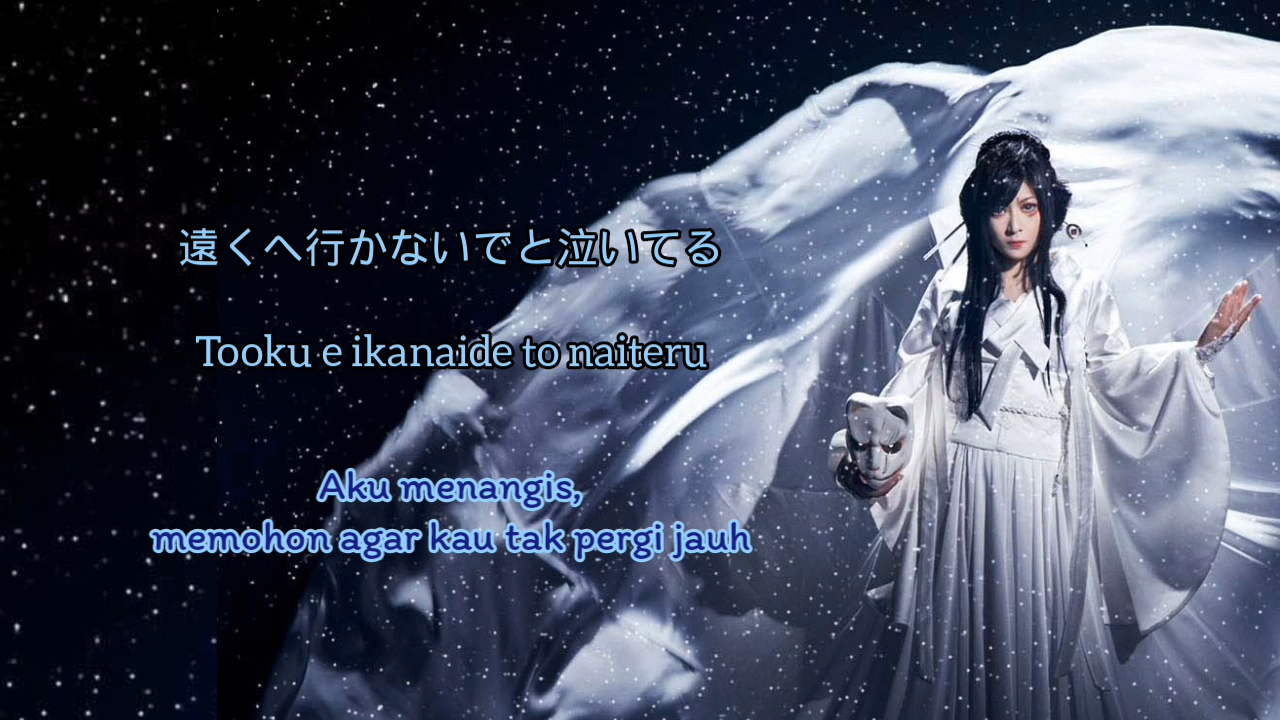 遠くへ行かないでと泣いてる
Tooku e ikanaide to naiteru
Aku menangis,
memohon agar kau tak pergi jauh